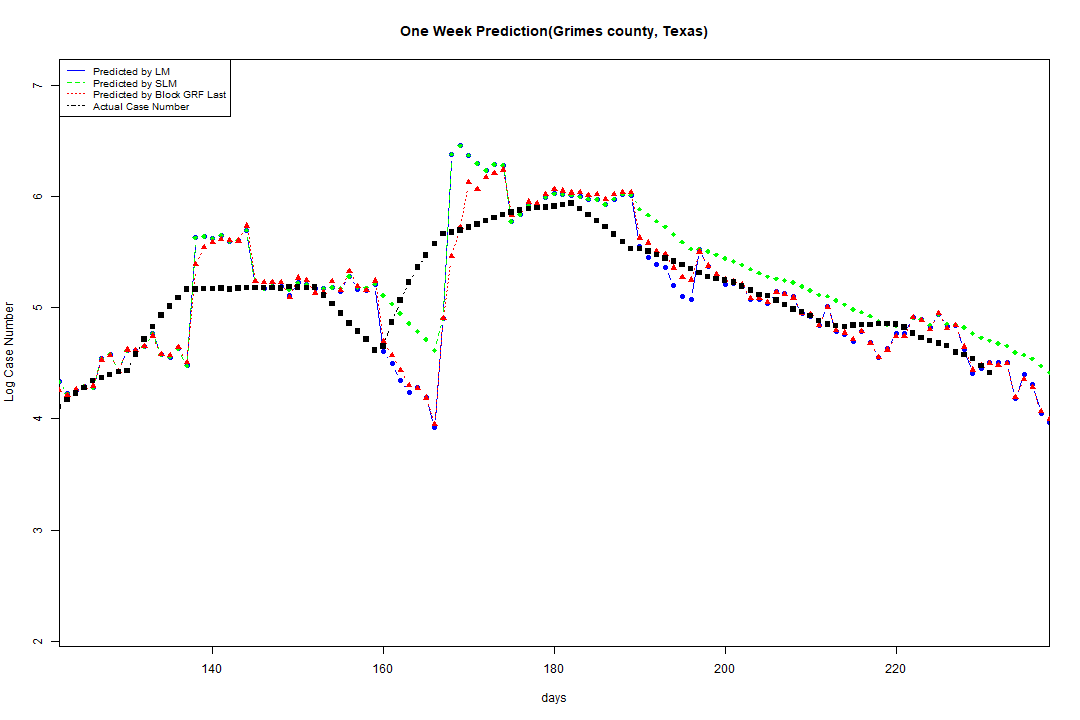 One Week Prediction(Grimes county, Texas)
Predicted by LM
Predicted by SLM
Predicted by Block GRF Last
Actual Case Number
7
6
5
4
3
2
Log Case Number
140 160 180 200 220
days